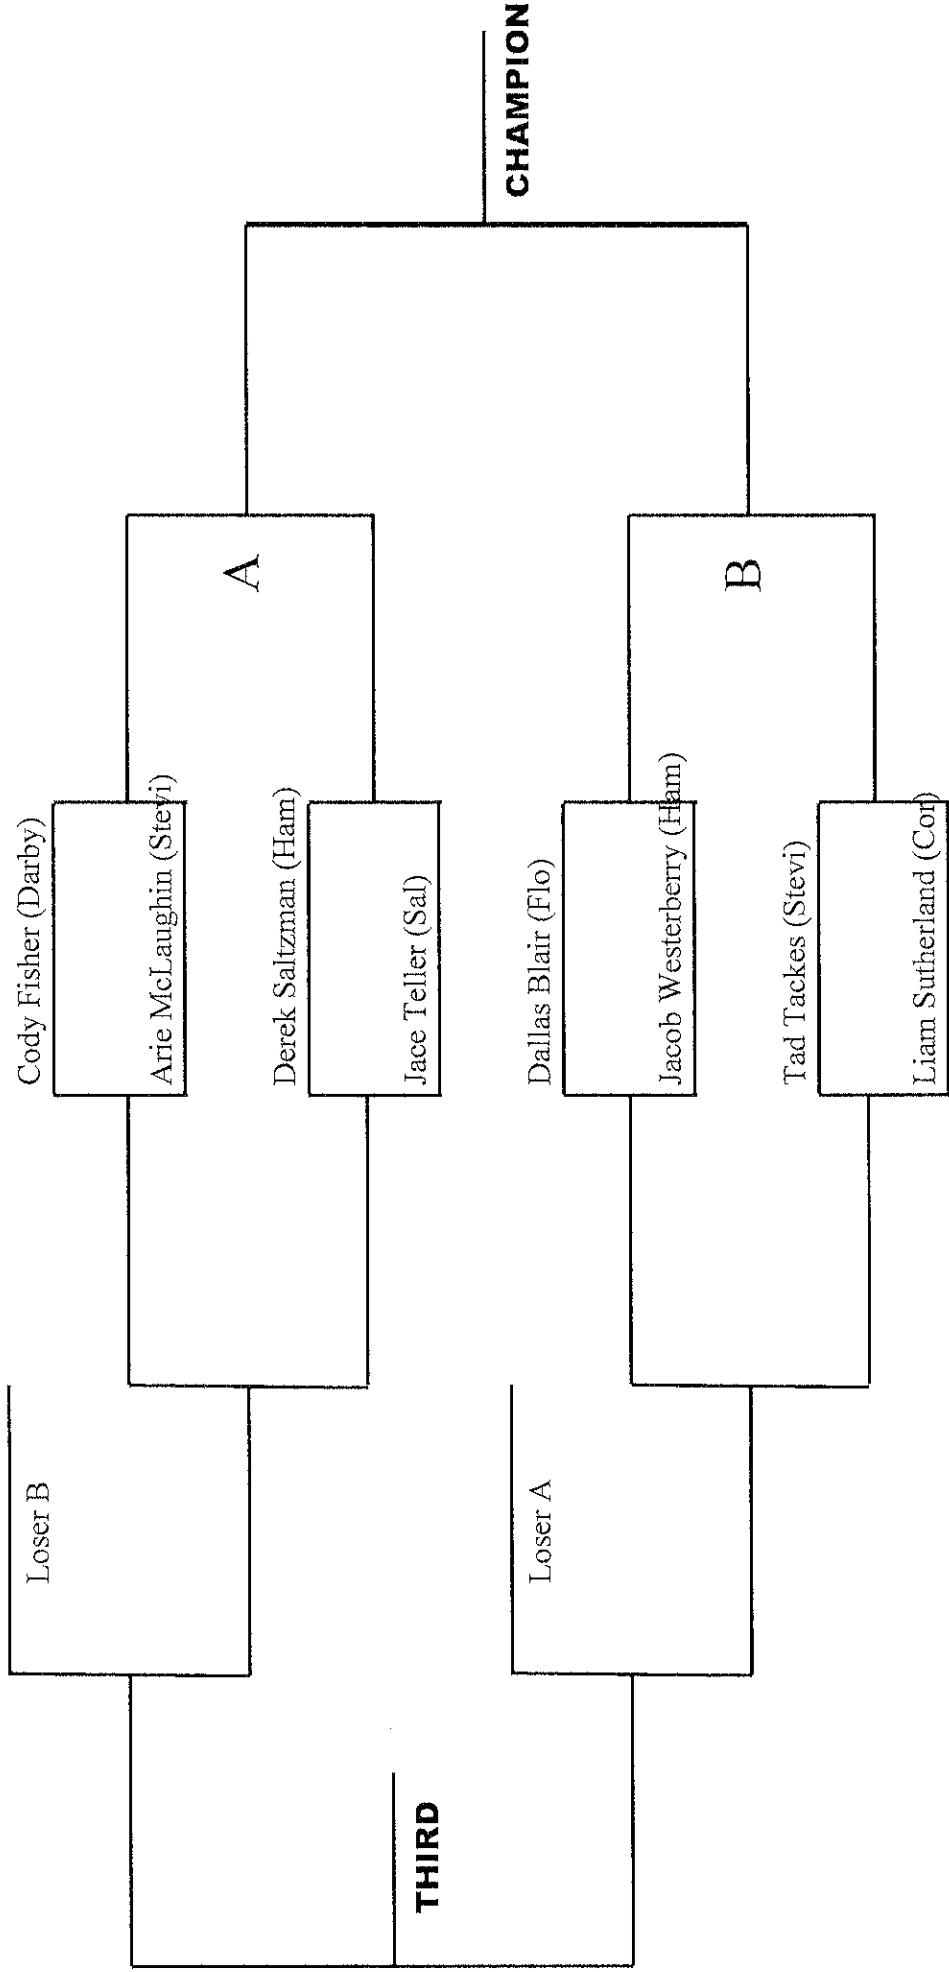 Cody Fisher (Darby)
Arie McLaughin (Stevi)
A
Derek Saltzman (Ham)
Jace Teller (Sal)
CHAMPION
Dallas Blair (Flo)
Jacob Westerberry (Ham)
B
Tad Tackes (Stevi)
Liam Sutherland (Cor)
Loser B
THIRD
Loser A